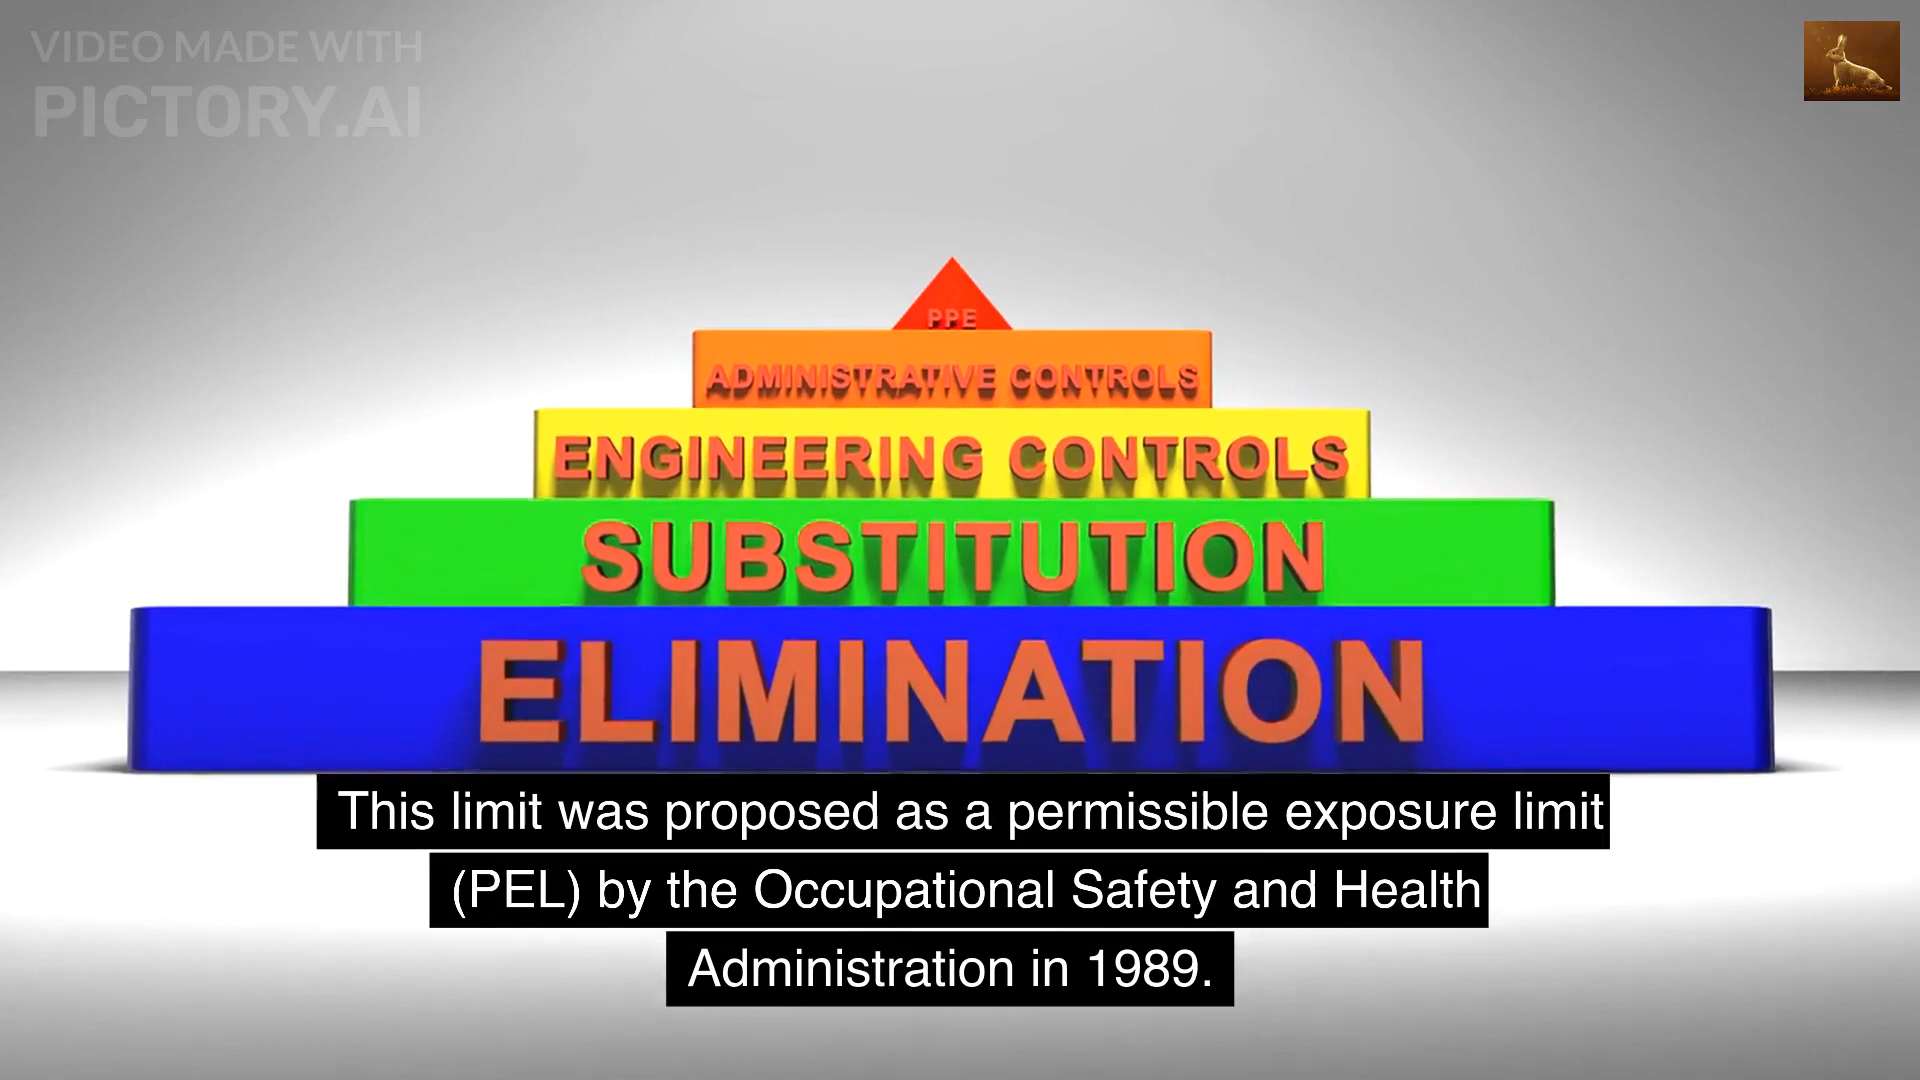 VIDEO MADE WITH
PICTORY.AI
PPE
ADMINISTRATIVE CONTROLS
ENGINEERING CONTROLS
SUBSTITUTION
ELIMINATION
This limit was proposed as a permissible exposure limit
(PEL) by the Occupational Safety and Health
Administration in 1989.